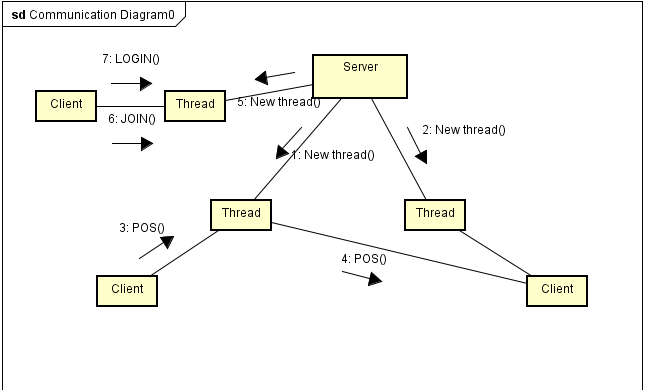 sd Communication Diagram0
7: LOGIN()
Server
Client
Thread
5: New thread()
6: JOIN()
2: New thread()
1: New thread()
Thread
Thread
3: POS()
4: POS()
Client
Client